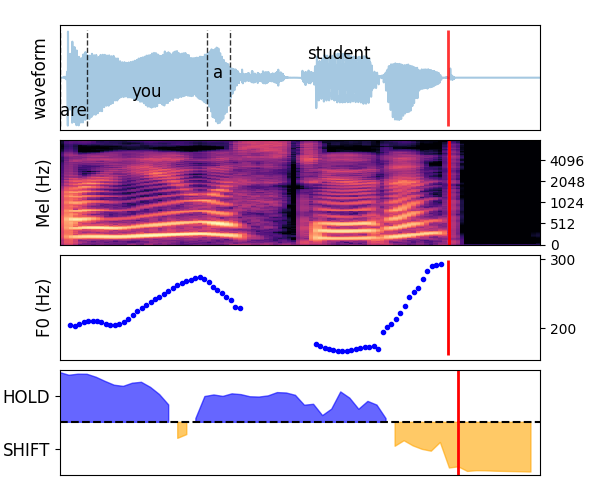 waveform
are
you
a
student
Mel (Hz)
4096
2048
1024
512
0
F0 (Hz)
300
200
HOLD
SHIFT